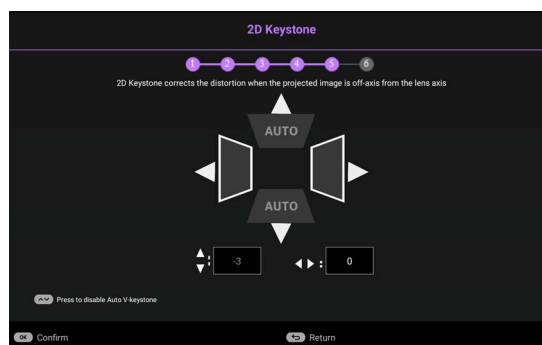 2D Keystone
1 2 3 4 5 6
2D Keystone corrects the distortion when the projected image is off-axis from the lens axis
AUTO
AUTO
: -3 : 0
Press to disable Auto V-keystone
OK Confirm Return